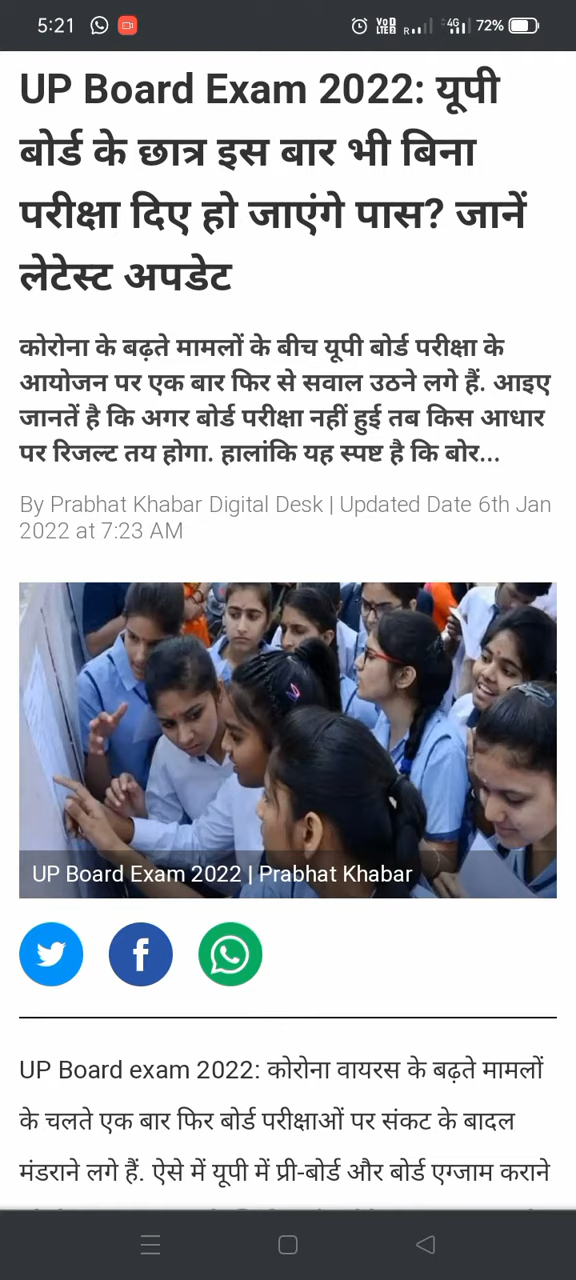 5:21
R
VoD
LTE2
4G
72%
UP Board Exam 2022: यूपी
बोर्ड के छात्र इस बार भी बिना
परीक्षा दिए हो जाएंगे पास? जानें
लेटेस्ट अपडेट
कोरोना के बढ़ते मामलों के बीच यूपी बोर्ड परीक्षा के
आयोजन पर एक बार फिर से सवाल उठने लगे हैं. आइए
जानतें है कि अगर बोर्ड परीक्षा नहीं हुई तब किस आधार
पर रिजल्ट तय होगा. हालांकि यह स्पष्ट है कि बोर...
By Prabhat Khabar Digital Desk | Updated Date 6th Jan
2022 at 7:23 AM
UP Board Exam 2022 | Prabhat Khabar
UP Board exam 2022: कोरोना वायरस के बढ़ते मामलों
के चलते एक बार फिर बोर्ड परीक्षाओं पर संकट के बादल
मंडराने लगे हैं. ऐसे में यूपी में प्री-बोर्ड और बोर्ड एग्जाम कराने